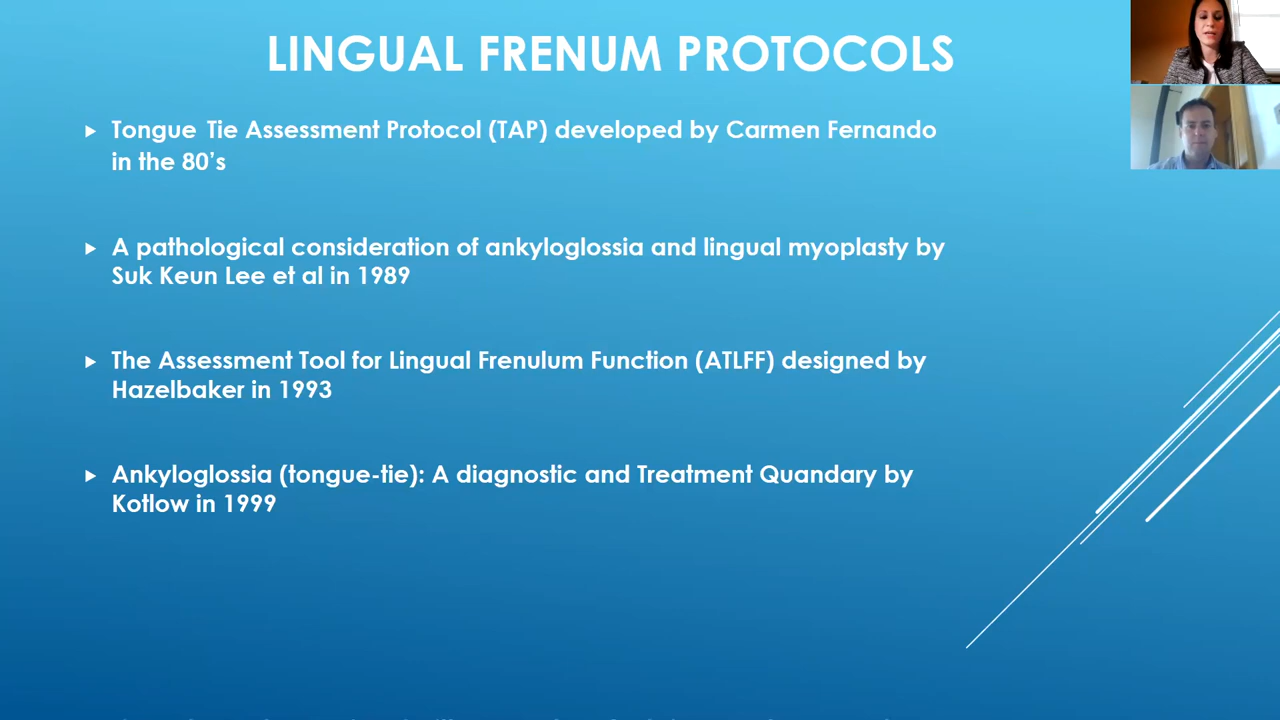 LINGUAL FRENUM PROTOCOLS
Tongue Tie Assessment Protocol (TAP) developed by Carmen Fernando
in the 80's
A pathological consideration of ankyloglossia and lingual myoplasty by
Suk Keun Lee et al in 1989
The Assessment Tool for Lingual Frenulum Function (ATLFF) designed by
Hazelbaker in 1993
Ankyloglossia (tongue-tie): A diagnostic and Treatment Quandary by
Kotlow in 1999